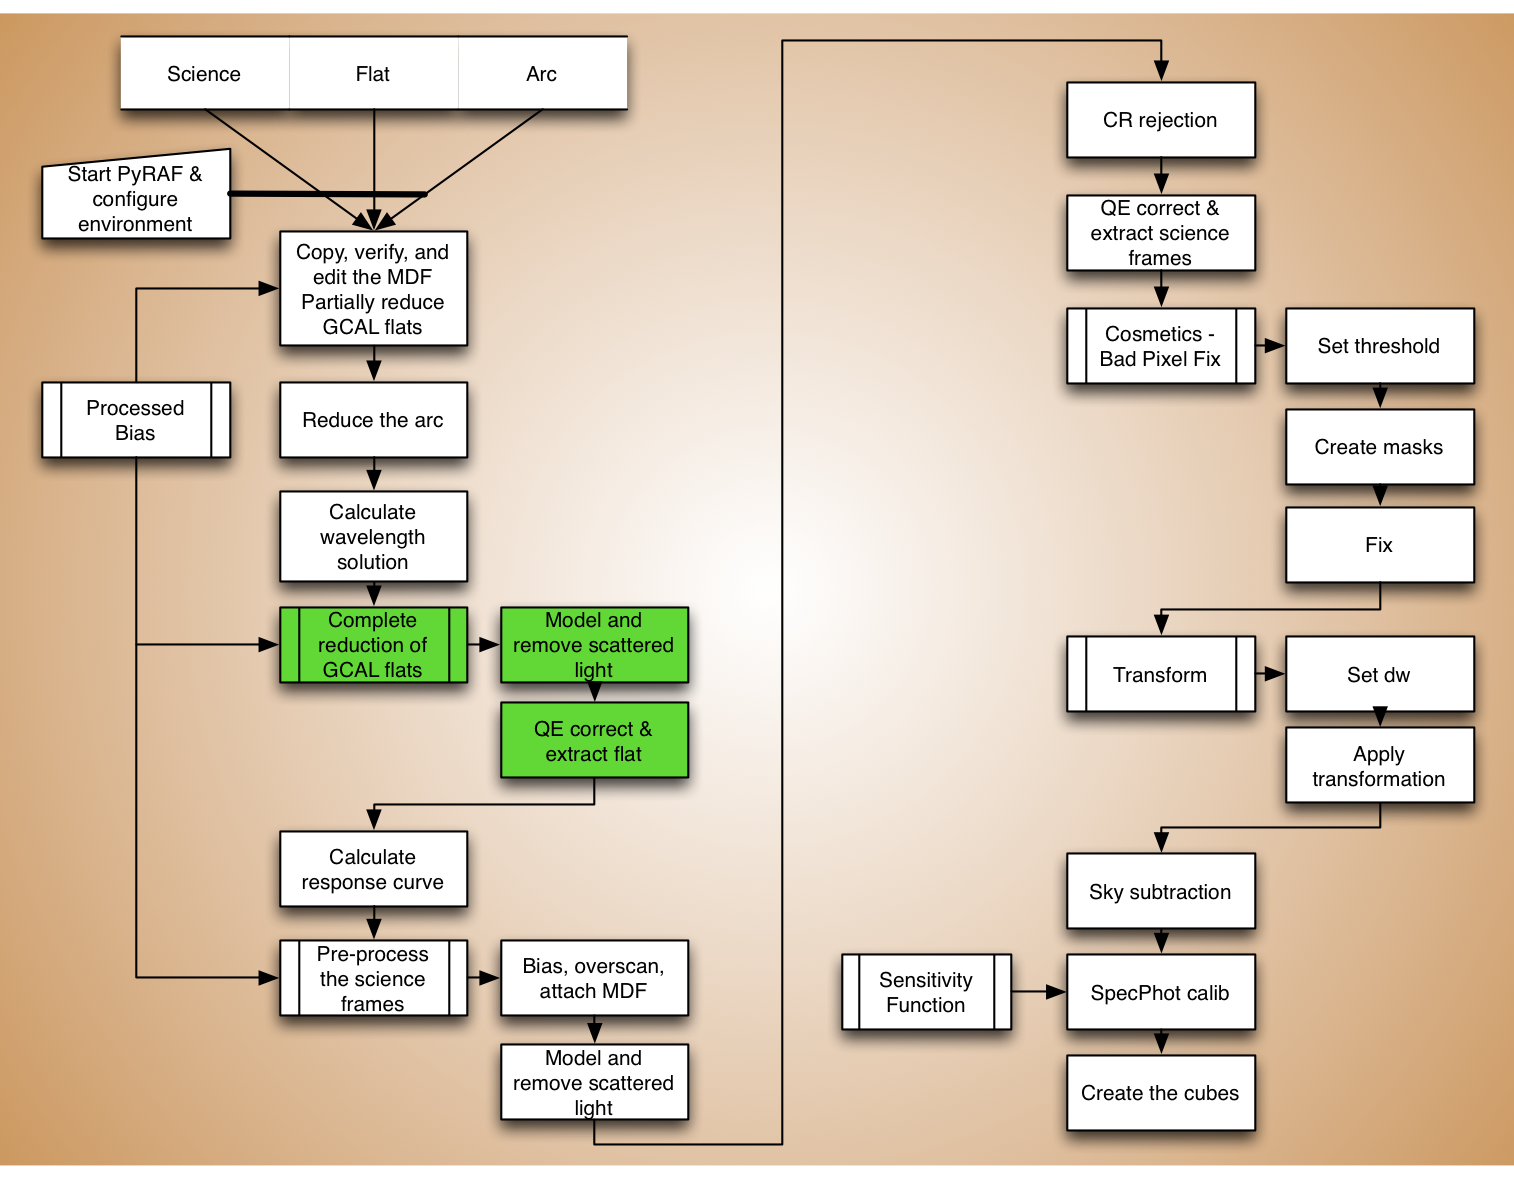 Science
Flat
Arc
Start PyRAF &
configure
environment
Copy, verify, and
edit the MDF
Partially reduce
GCAL flats
Processed
Bias
Reduce the arc
Calculate
wavelength
solution
Complete
reduction of
GCAL flats
Model and
remove scattered
light
QE correct &
extract flat
Calculate
response curve
Pre-process
the science
frames
Bias, overscan,
attach MDF
Model and
remove scattered
light
CR rejection
QE correct &
extract science
frames
Cosmetics -
Bad Pixel Fix
Set threshold
Create masks
Fix
Transform
Set dw
Apply
transformation
Sky subtraction
Sensitivity
Function
SpecPhot calib
Create the cubes